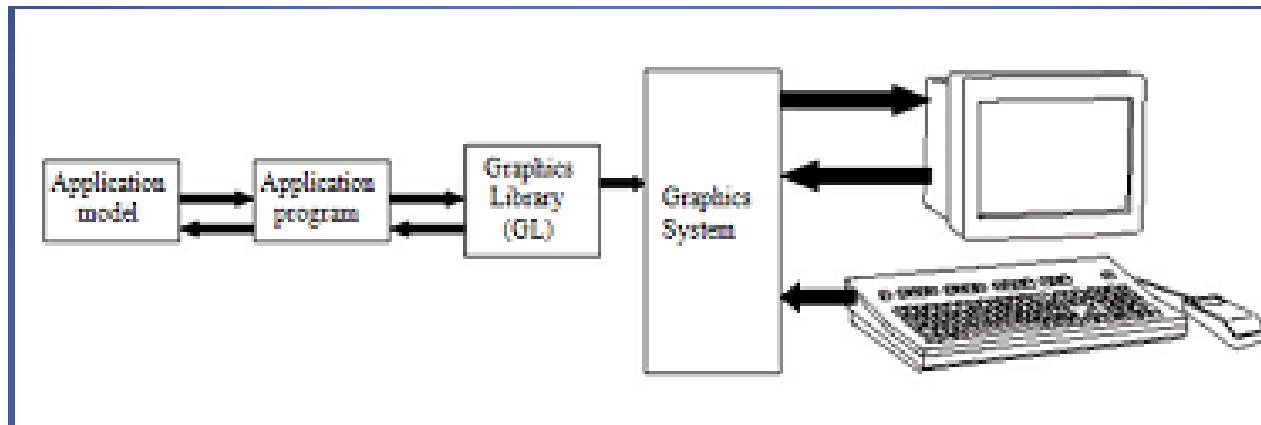 Application
model
Application
program
Graphics
Library
(GL)
Graphics
System